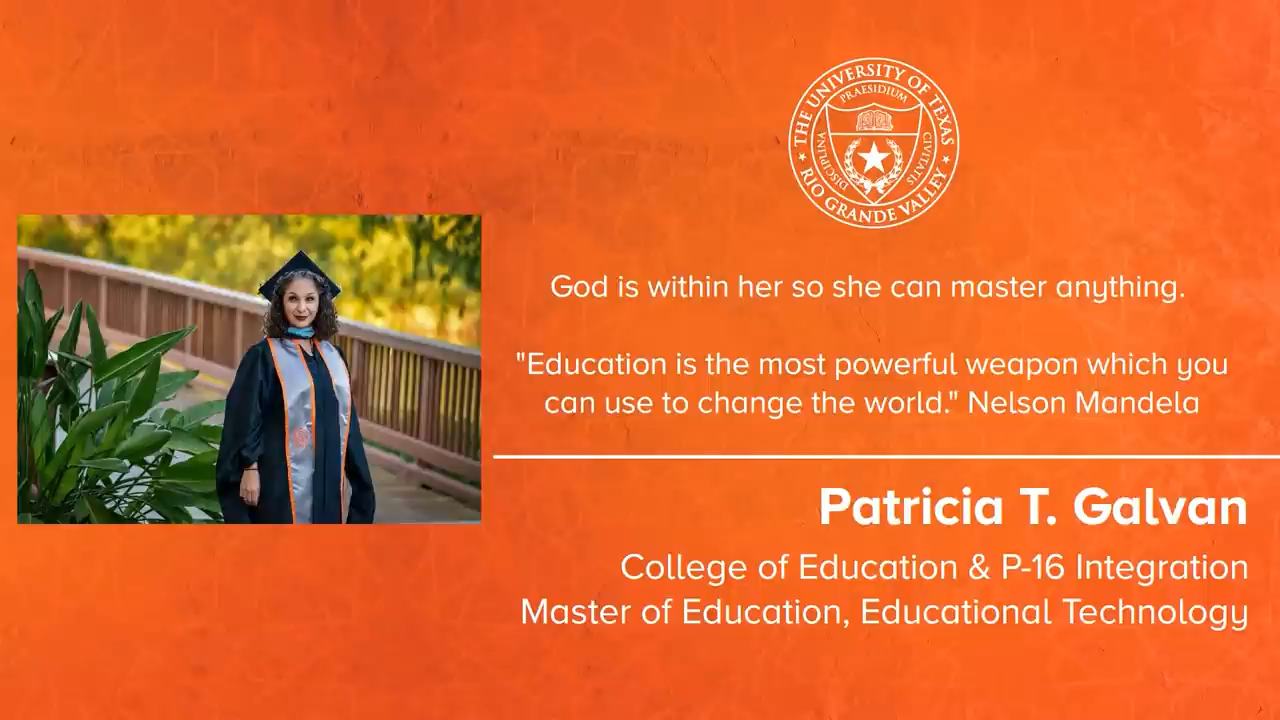 THE UNIVERSITY OF TEXAS
RIO GRANDE VALLEY
PRAESIDIUM
DISCIPLINA
CIVITATIS
God is within her so she can master anything.
"Education is the most powerful weapon which you
can use to change the world." Nelson Mandela
Patricia T. Galvan
College of Education & P-16 Integration
Master of Education, Educational Technology